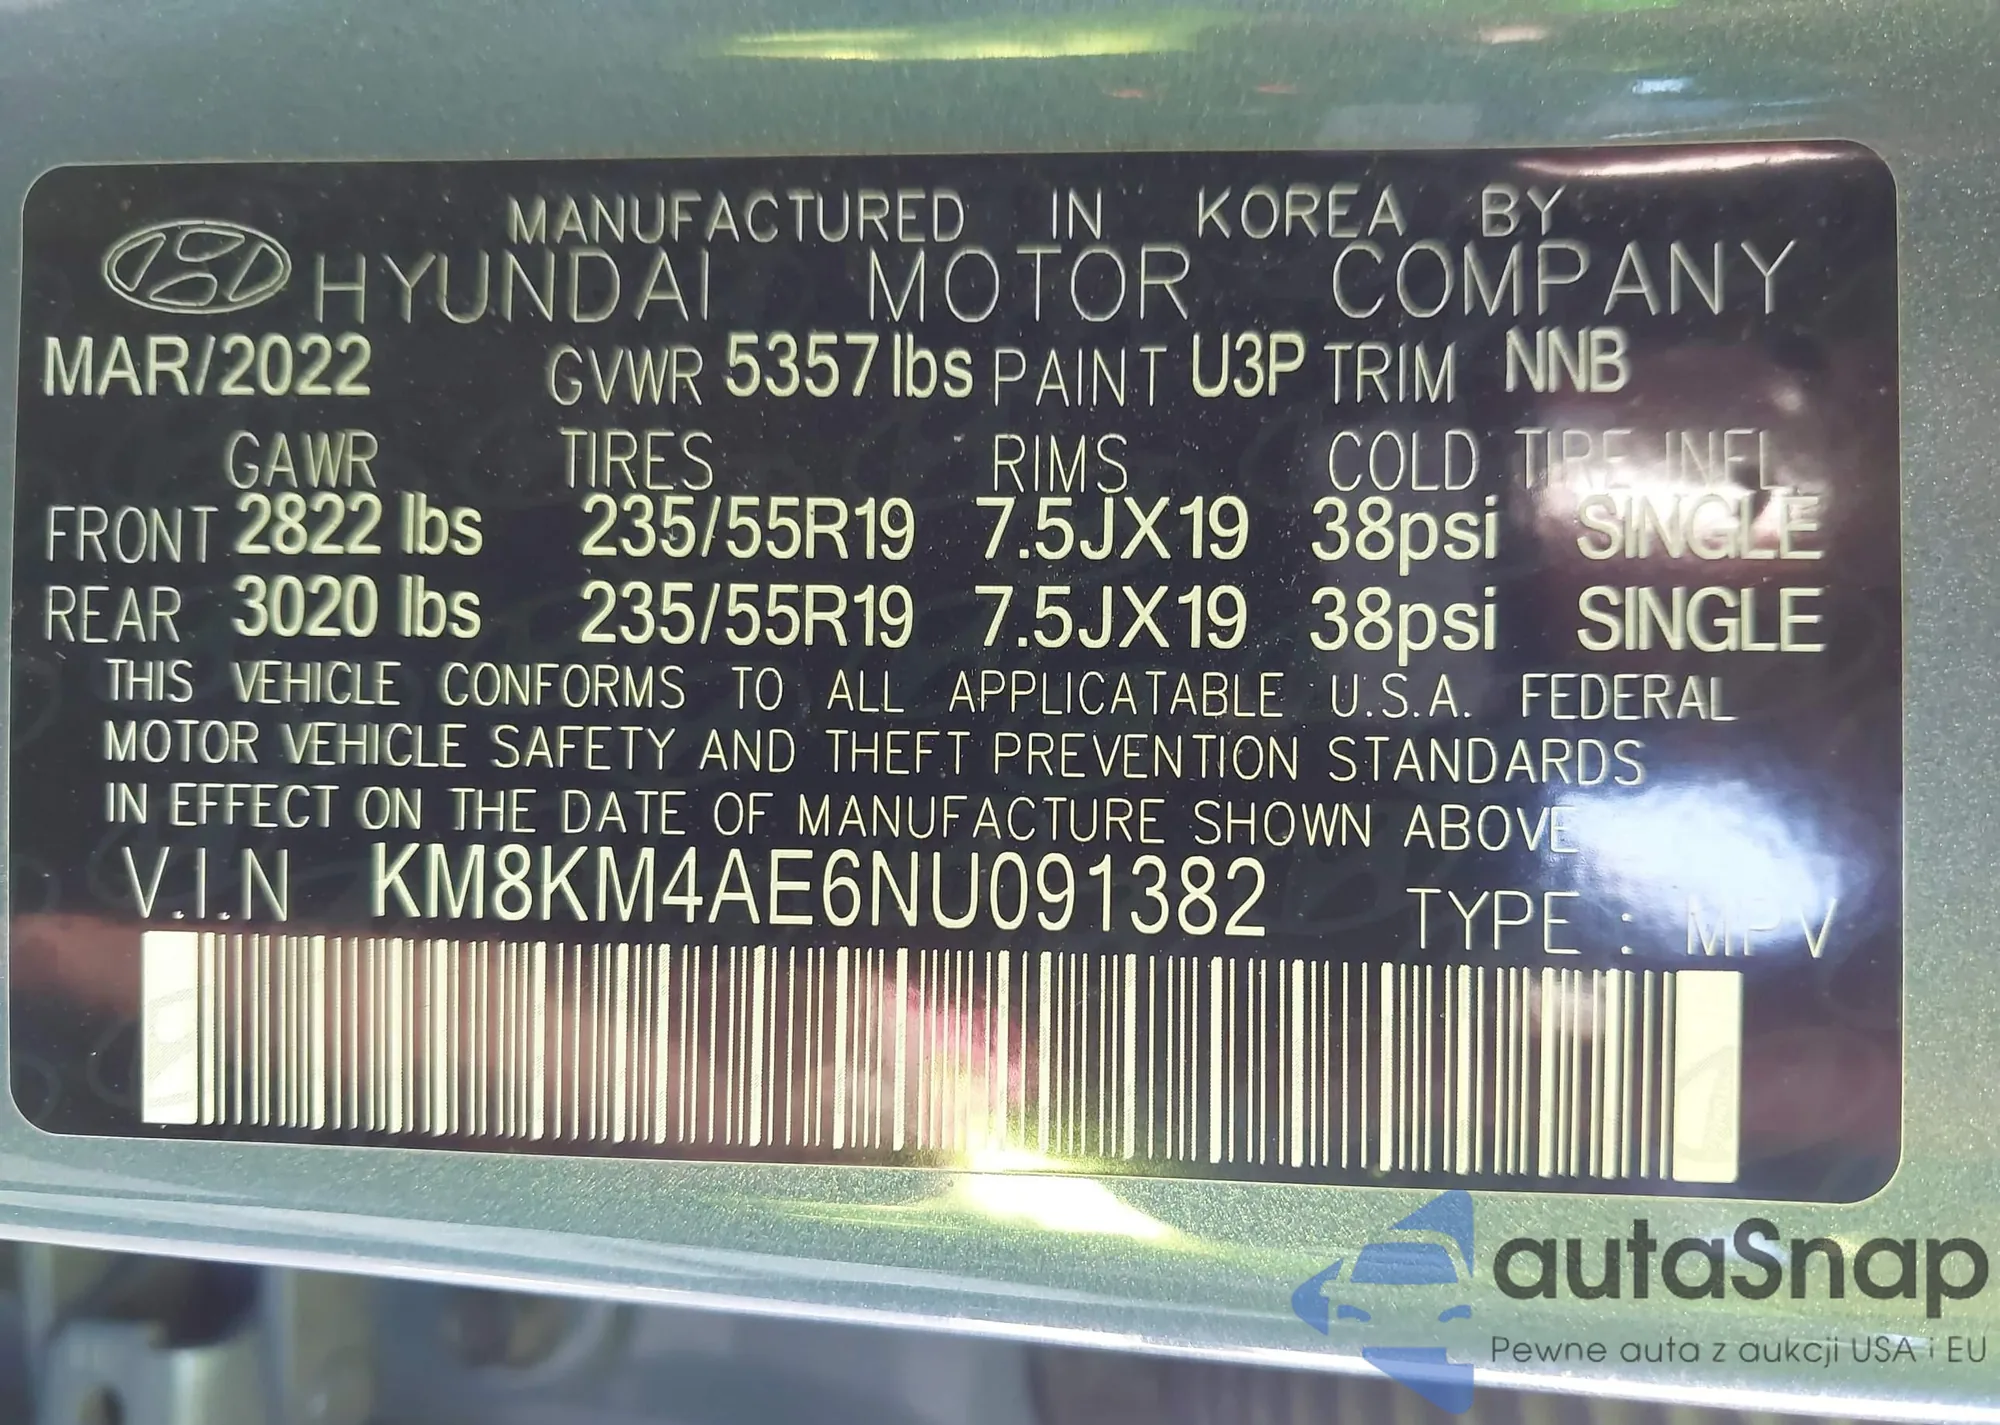 MANUFACTURED IN KOREA BY
HYUNDAI MOTOR COMPANY
MAR/2022 GVWR 5357 lbs PAINT U3P TRIM NNB
GAWR TIRES RIMS COLD TIRE INFL.
FRONT 2822 lbs 235/55R19 7.5JX19 38psi SINGLE
REAR 3020 lbs 235/55R19 7.5JX19 38psi SINGLE
THIS VEHICLE CONFORMS TO ALL APPLICATABLE U.S.A. FEDERAL
MOTOR VEHICLE SAFETY AND THEFT PREVENTION STANDARDS
IN EFFECT ON THE DATE OF MANUFACTURE SHOWN ABOVE
V.I.N KM8KM4AE6NU091382 TYPE : MPV
autaSnap
Pewne auta z aukcji USA i EU